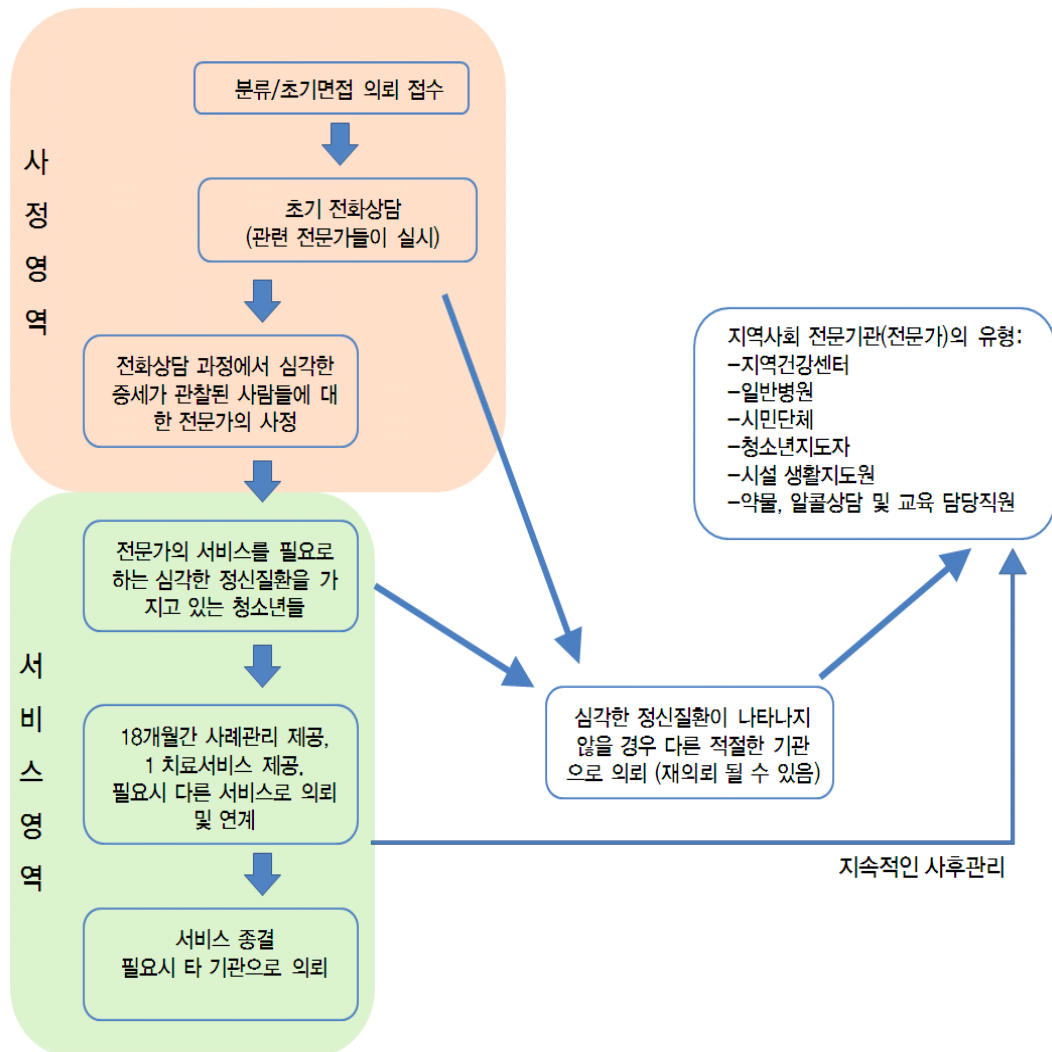 분류/초기면접 의뢰 접수
사
정
영
역
초기 전화상담
(관련 전문가들이 실시)
전화상담 과정에서 심각한
증세가 관찰된 사람들에 대
한 전문가의 사정
지역사회 전문기관(전문가)의 유형:
-지역건강센터
-일반병원
-시민단체
-청소년지도자
-시설 생활지도원
-약물, 알콜상담 및 교육 담당직원
서
비
스
영
역
전문가의 서비스를 필요로
하는 심각한 정신질환을 가
지고 있는 청소년들
심각한 정신질환이 나타나지
않을 경우 다른 적절한 기관
으로 의뢰 (재의뢰 될 수 있음)
18개월간 사례관리 제공,
1 치료서비스 제공,
필요시 다른 서비스로 의뢰
및 연계
지속적인 사후관리
서비스 종결
필요시 타 기관으로 의뢰